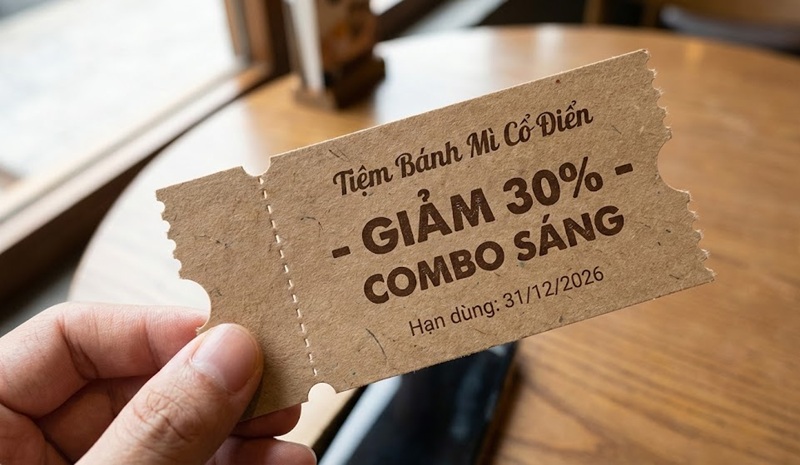 Tiệm Bánh Mì Cổ Điển
- GIẢM 30% -
COMBO SÁNG
Hạn dùng: 31/12/2026